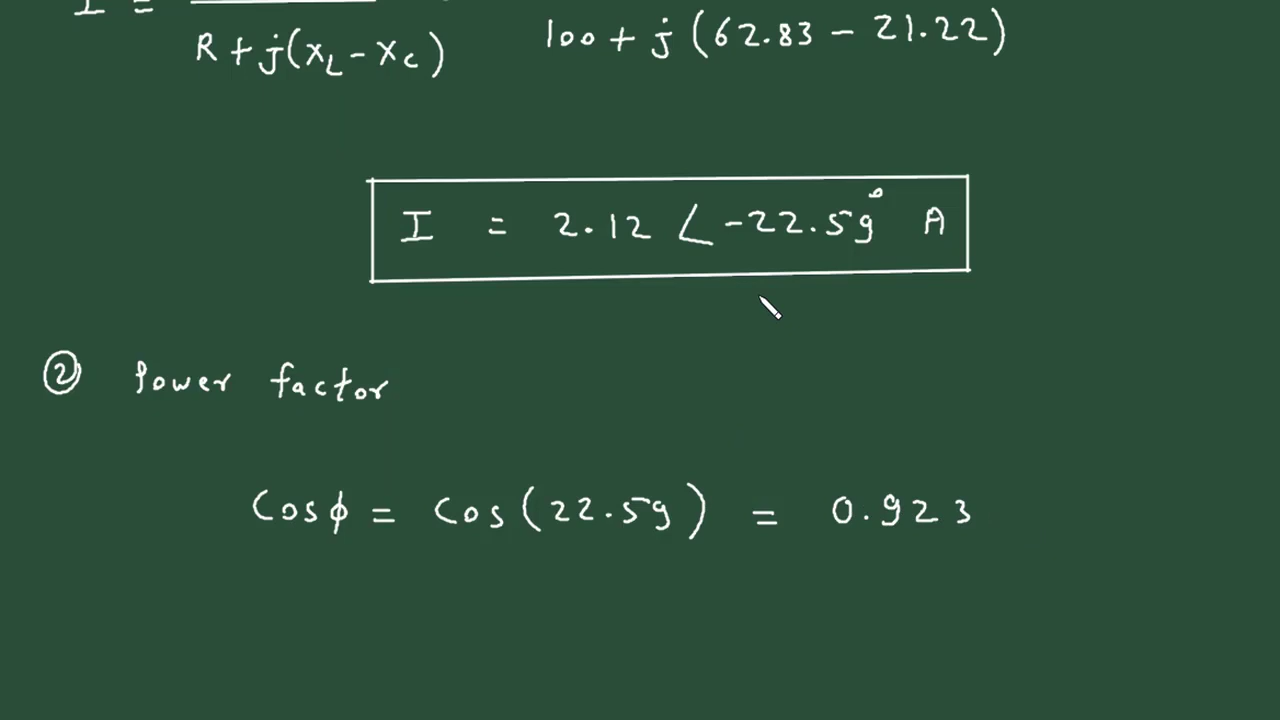 I =
R + j(XL - XC)
100 + j (62.83 - 21.22)
I = 2.12 ∠ -22.59° A
② Power factor
Cosϕ = Cos(22.59) = 0.923